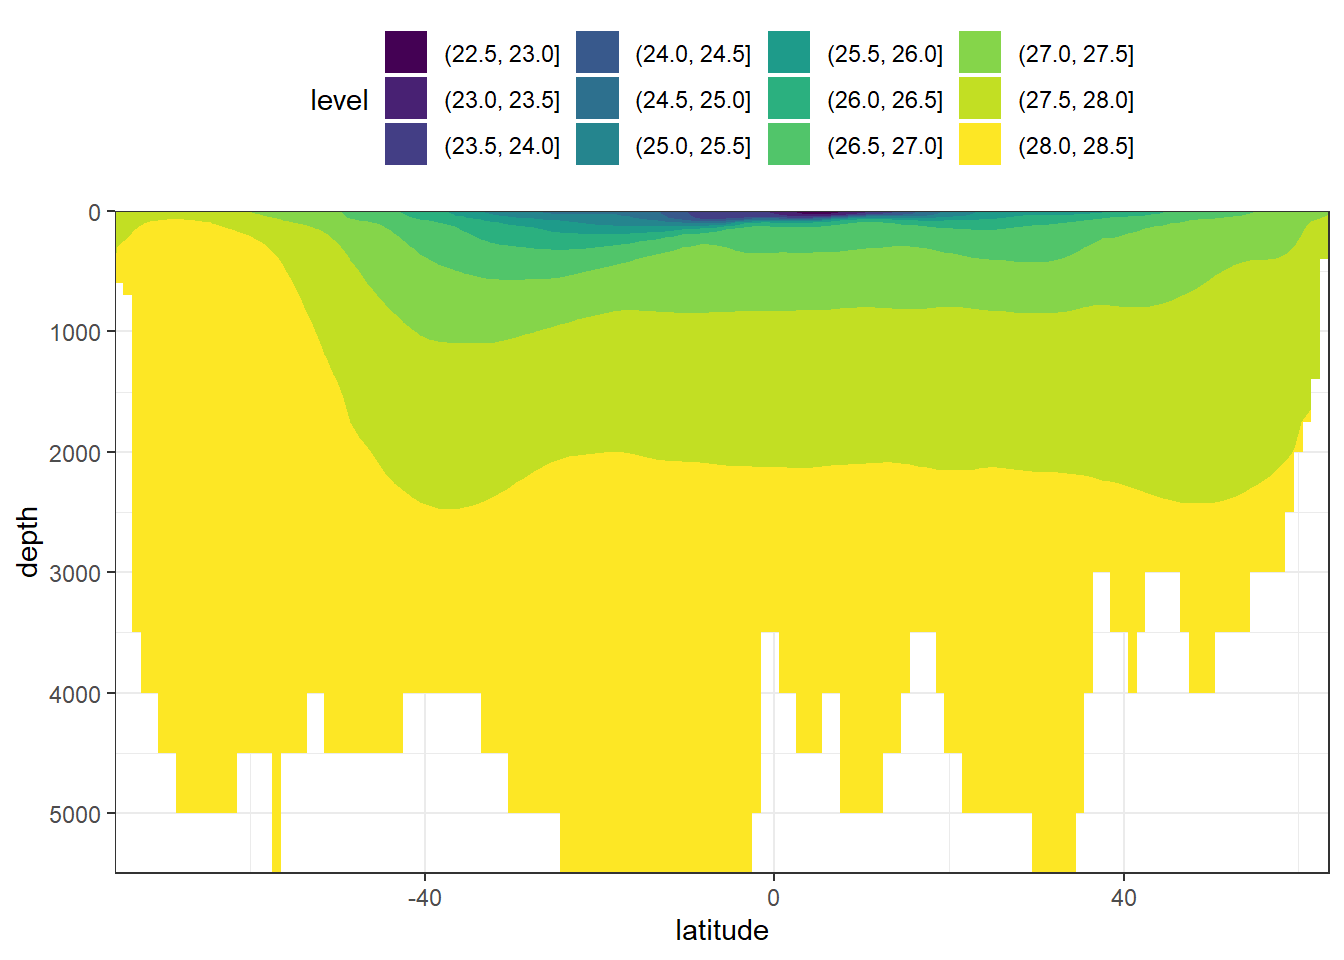 level
(22.5, 23.0] (24.0, 24.5] (25.5, 26.0] (27.0, 27.5]
(23.0, 23.5] (24.5, 25.0] (26.0, 26.5] (27.5, 28.0]
(23.5, 24.0] (25.0, 25.5] (26.5, 27.0] (28.0, 28.5]
depth
0
1000
2000
3000
4000
5000
-40 0 40
latitude